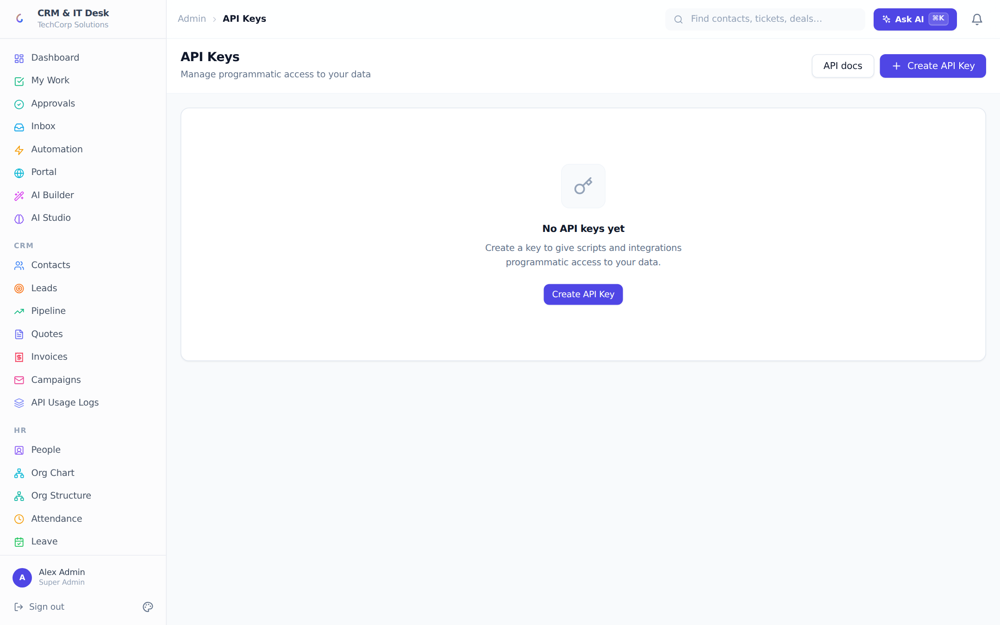 CRM & IT Desk
TechCorp Solutions
Dashboard
My Work
Approvals
Inbox
Automation
Portal
AI Builder
AI Studio
CRM
Contacts
Leads
Pipeline
Quotes
Invoices
Campaigns
API Usage Logs
HR
People
Org Chart
Org Structure
Attendance
Leave
A
Alex Admin
Super Admin
Sign out
Admin > API Keys
Find contacts, tickets, deals...
Ask AI ⌘K
API Keys
Manage programmatic access to your data
API docs
+ Create API Key
No API keys yet
Create a key to give scripts and integrations
programmatic access to your data.
Create API Key